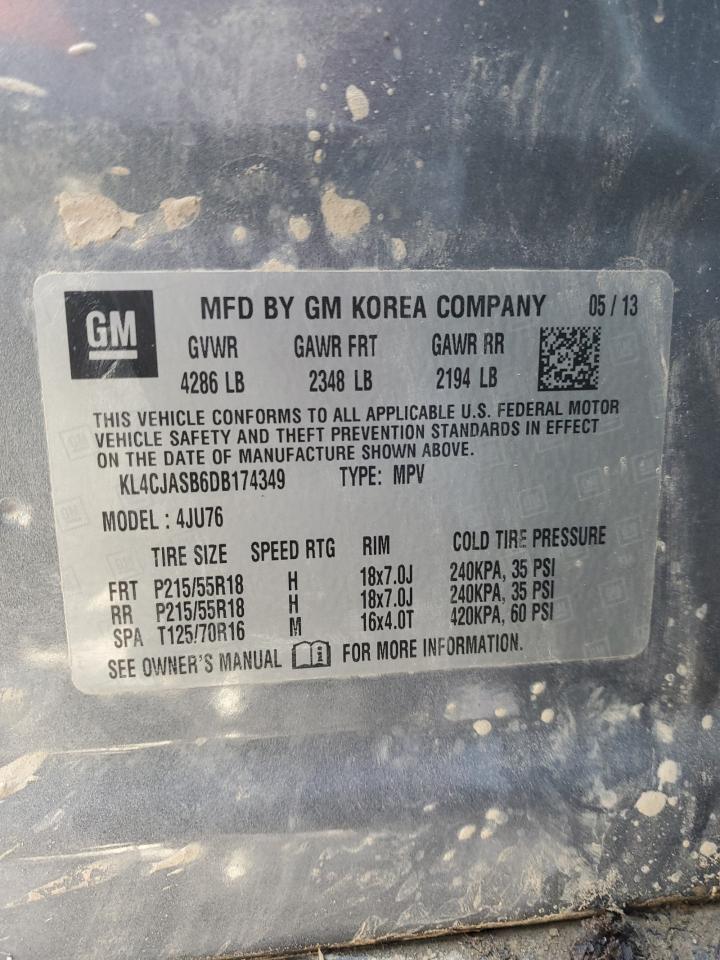 GM
MFD BY GM KOREA COMPANY 05 / 13
GVWR GAWR FRT GAWR RR
4286 LB 2348 LB 2194 LB
THIS VEHICLE CONFORMS TO ALL APPLICABLE U.S. FEDERAL MOTOR
VEHICLE SAFETY AND THEFT PREVENTION STANDARDS IN EFFECT
ON THE DATE OF MANUFACTURE SHOWN ABOVE.
KL4CJASB6DB174349 TYPE: MPV
MODEL : 4JU76
TIRE SIZE SPEED RTG RIM COLD TIRE PRESSURE
FRT P215/55R18 H 18x7.0J 240KPA, 35 PSI
RR P215/55R18 H 18x7.0J 240KPA, 35 PSI
SPA T125/70R16 M 16x4.0T 420KPA, 60 PSI
SEE OWNER'S MANUAL i FOR MORE INFORMATION.